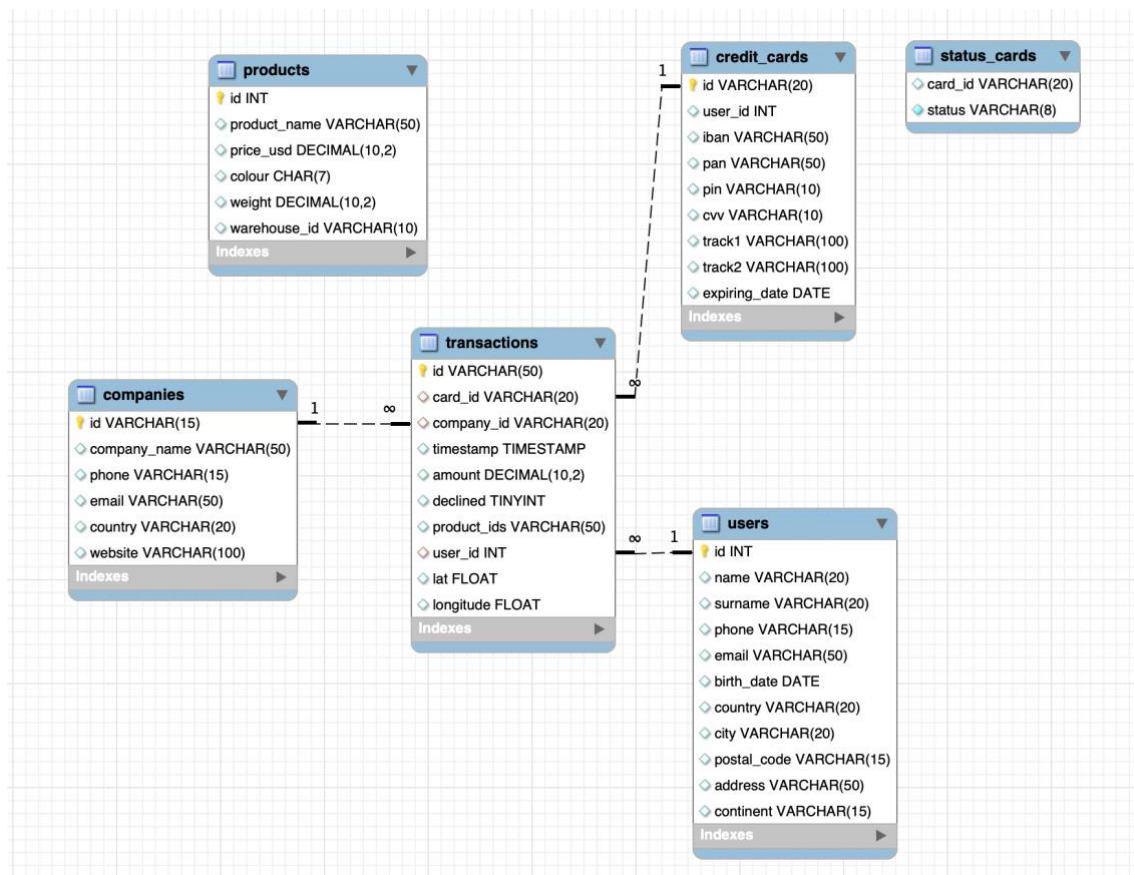 products
id INT
product_name VARCHAR(50)
price_usd DECIMAL(10,2)
colour CHAR(7)
weight DECIMAL(10,2)
warehouse_id VARCHAR(10)
Indexes
credit_cards
id VARCHAR(20)
user_id INT
iban VARCHAR(50)
pan VARCHAR(50)
pin VARCHAR(10)
cvv VARCHAR(10)
track1 VARCHAR(100)
track2 VARCHAR(100)
expiring_date DATE
Indexes
status_cards
card_id VARCHAR(20)
status VARCHAR(8)
1
∞
companies
id VARCHAR(15)
company_name VARCHAR(50)
phone VARCHAR(15)
email VARCHAR(50)
country VARCHAR(20)
website VARCHAR(100)
Indexes
1
∞
transactions
id VARCHAR(50)
card_id VARCHAR(20)
company_id VARCHAR(20)
timestamp TIMESTAMP
amount DECIMAL(10,2)
declined TINYINT
product_ids VARCHAR(50)
user_id INT
lat FLOAT
longitude FLOAT
Indexes
∞
1
users
id INT
name VARCHAR(20)
surname VARCHAR(20)
phone VARCHAR(15)
email VARCHAR(50)
birth_date DATE
country VARCHAR(20)
city VARCHAR(20)
postal_code VARCHAR(15)
address VARCHAR(50)
continent VARCHAR(15)
Indexes